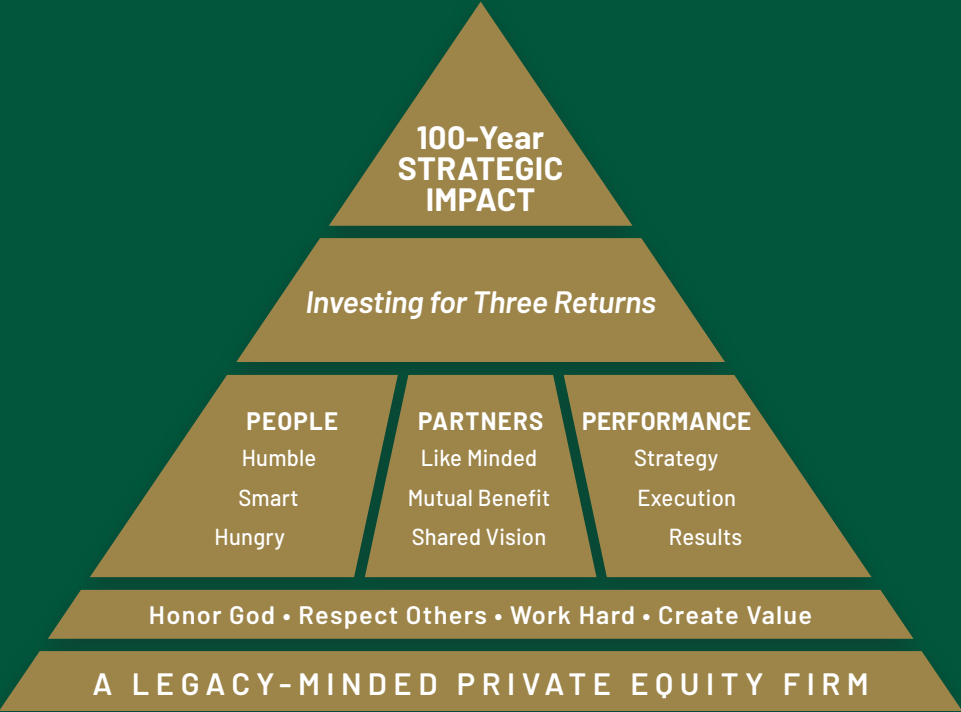 100-Year
STRATEGIC
IMPACT
Investing for Three Returns
PEOPLE
Humble
Smart
Hungry
PARTNERS
Like Minded
Mutual Benefit
Shared Vision
PERFORMANCE
Strategy
Execution
Results
Honor God • Respect Others • Work Hard • Create Value
A LEGACY-MINDED PRIVATE EQUITY FIRM